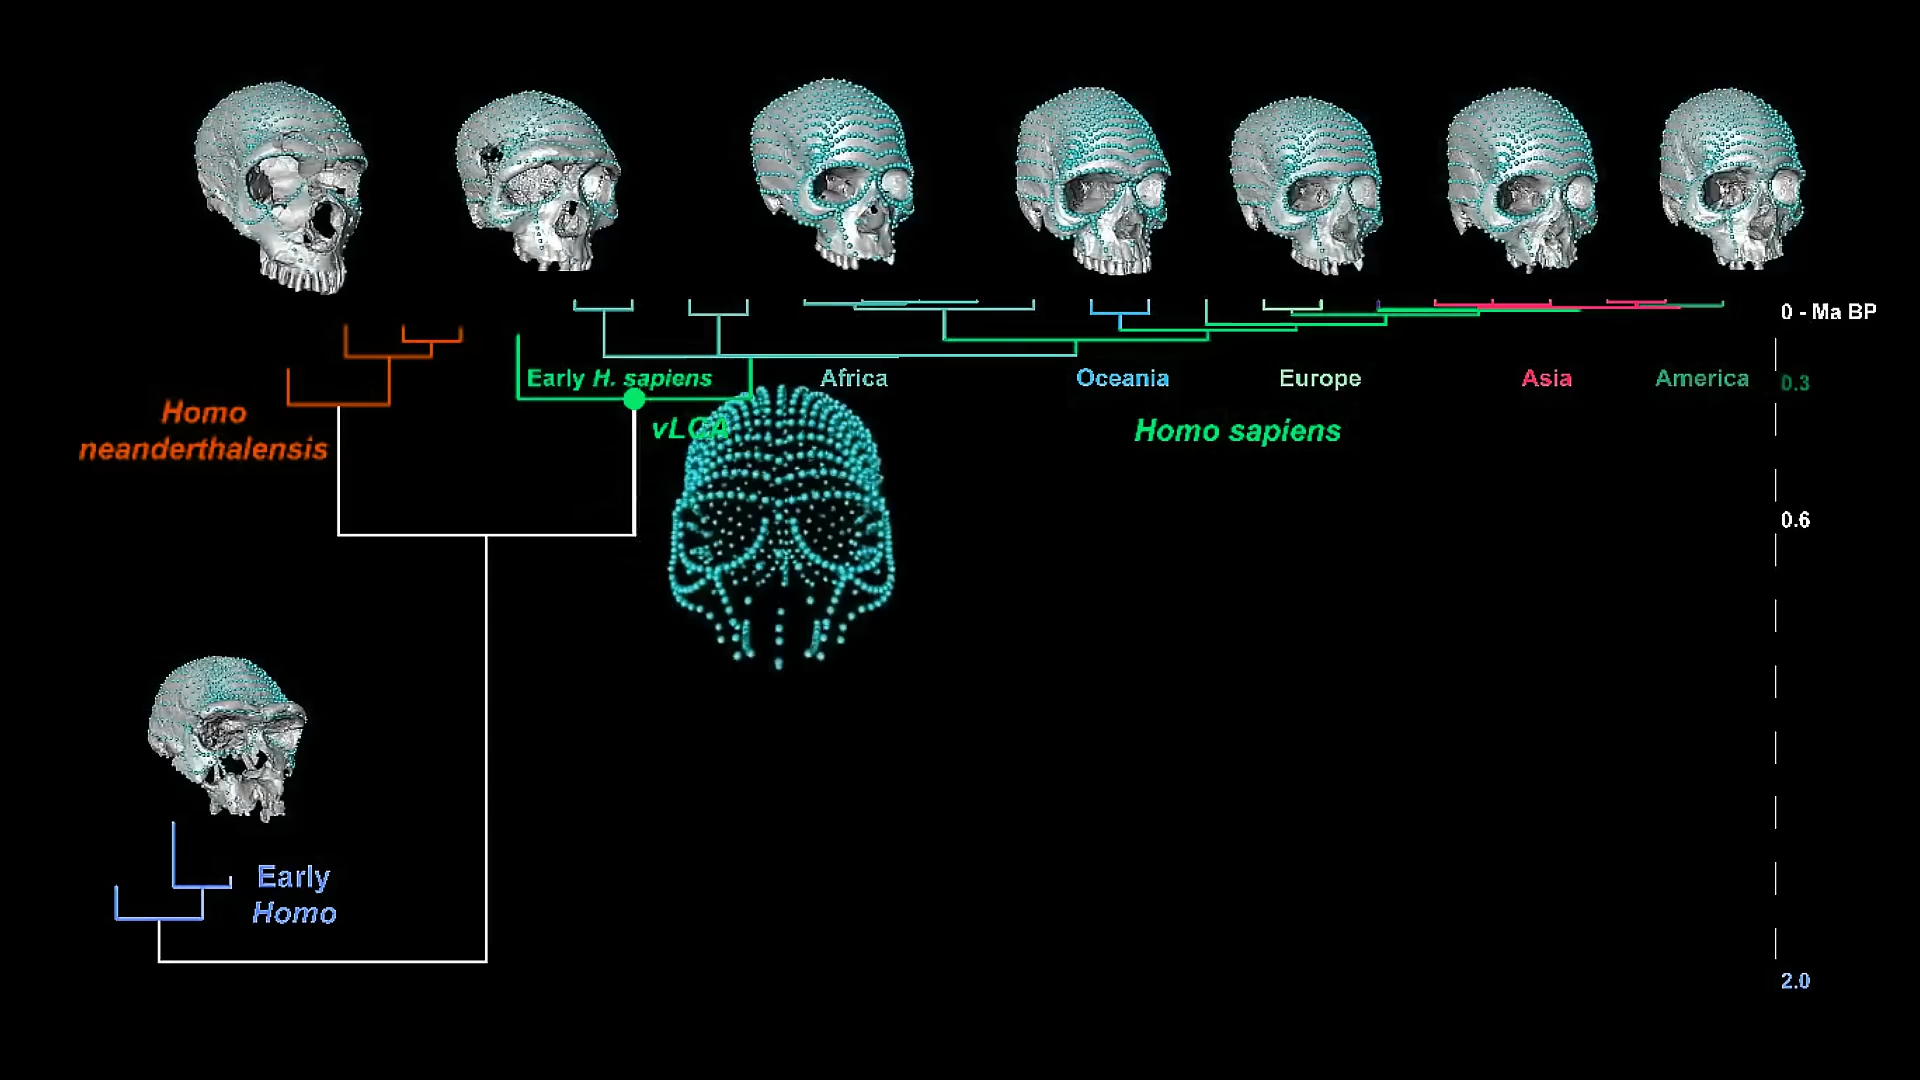 0 - Ma BP
Early H. sapiens
Africa
Oceania
Europe
Asia
America
0.3
Homo
neanderthalensis
vLCA
Homo sapiens
0.6
Early
Homo
2.0